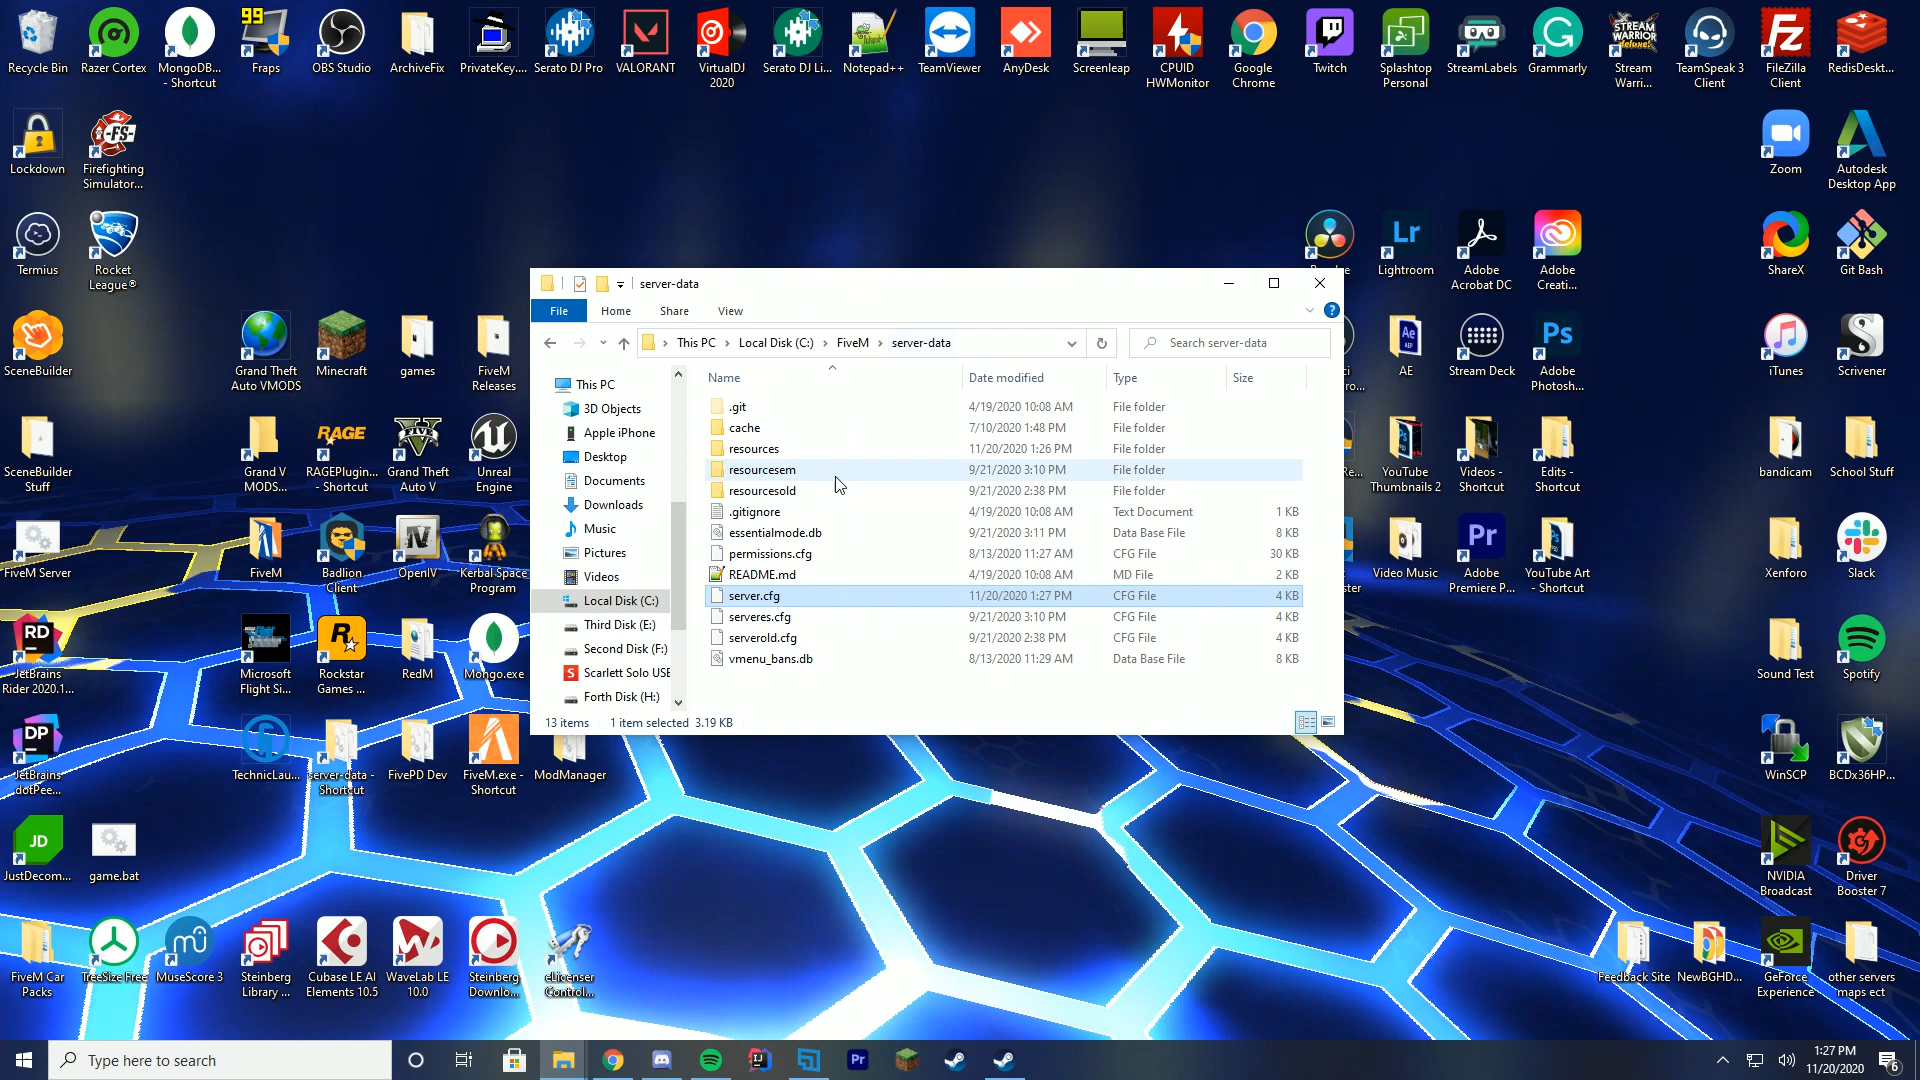 99
Recycle Bin
Razer Cortex
MongoDB...
- Shortcut
Fraps
OBS Studio
ArchiveFix
PrivateKey....
Serato DJ Pro
VALORANT
VirtualDJ
2020
Serato DJ Li...
Notepad++
TeamViewer
AnyDesk
Screenleap
CPUID
HWMonitor
Google
Chrome
Twitch
Splashtop
Personal
StreamLabels
Grammarly
Stream
Warri...
TeamSpeak 3
Client
FileZilla
Client
RedisDeskt...
Lockdown
Firefighting
Simulator...
Zoom
Autodesk
Desktop App
Termius
Rocket
League®
Lightroom
Adobe
Acrobat DC
Adobe
Creati...
ShareX
Git Bash
SceneBuilder
Grand Theft
Auto VMODS
Minecraft
games
FiveM
Releases
AE
Stream Deck
Adobe
Photosh...
iTunes
Scrivener
SceneBuilder
Stuff
Grand V
MODS...
RAGEPlugin...
- Shortcut
Grand Theft
Auto V
Unreal
Engine
YouTube
Thumbnails 2
Videos -
Shortcut
Edits -
Shortcut
bandicam
School Stuff
FiveM Server
FiveM
Badlion
Client
OpenIV
Kerbal Space
Program
Video Music
Adobe
Premiere P...
YouTube Art
- Shortcut
Xenforo
Slack
JetBrains
Rider 2020.1...
Microsoft
Flight Si...
Rockstar
Games ...
RedM
Mongo.exe
Sound Test
Spotify
JetBrains
dotPee...
TechnicLau...
server-data -
Shortcut
FivePD Dev
FiveM.exe -
Shortcut
ModManager
WinSCP
BCDx36HP...
JustDecom...
game.bat
NVIDIA
Broadcast
Driver
Booster 7
FiveM Car
Packs
TreeSize Free
MuseScore 3
Steinberg
Library ...
Cubase LE AI
Elements 10.5
WaveLab LE
10.0
Steinberg
Downlo...
eLicenser
Control...
Feedback Site
NewBGHD...
GeForce
Experience
other servers
maps ect
server-data
File
Home
Share
View
This PC
Local Disk (C:)
FiveM
server-data
Search server-data
This PC
3D Objects
Apple iPhone
Desktop
Documents
Downloads
Music
Pictures
Videos
Local Disk (C:)
Third Disk (E:)
Second Disk (F:)
Scarlett Solo USB
Forth Disk (H:)
Name Date modified Type Size
.git 4/19/2020 10:08 AM File folder
cache 7/10/2020 1:48 PM File folder
resources 11/20/2020 1:26 PM File folder
resourcesem 9/21/2020 3:10 PM File folder
resourcesold 9/21/2020 2:38 PM File folder
.gitignore 4/19/2020 10:08 AM Text Document 1 KB
essentialmode.db 9/21/2020 3:11 PM Data Base File 8 KB
permissions.cfg 8/13/2020 11:27 AM CFG File 30 KB
README.md 4/19/2020 10:08 AM MD File 2 KB
server.cfg 11/20/2020 1:27 PM CFG File 4 KB
serveres.cfg 9/21/2020 3:10 PM CFG File 4 KB
serverold.cfg 9/21/2020 2:38 PM CFG File 4 KB
vmenu_bans.db 8/13/2020 11:29 AM Data Base File 8 KB
13 items
1 item selected 3.19 KB
Type here to search
1:27 PM
11/20/2020
6